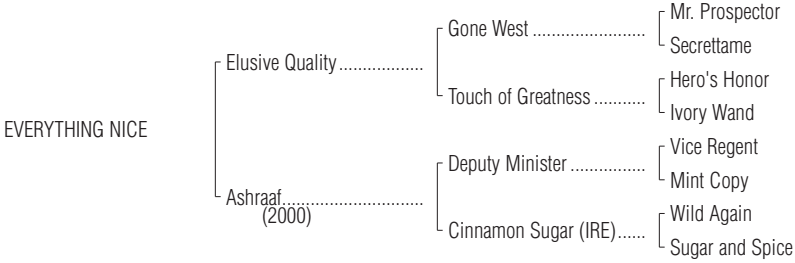 Mr. Prospector
Gone West ........................
Secrettame
Elusive Quality..................
Hero's Honor
Touch of Greatness ...........
Ivory Wand
EVERYTHING NICE
Vice Regent
Deputy Minister ................
Mint Copy
Ashraaf..............................
(2000)
Wild Again
Cinnamon Sugar (IRE)......
Sugar and Spice